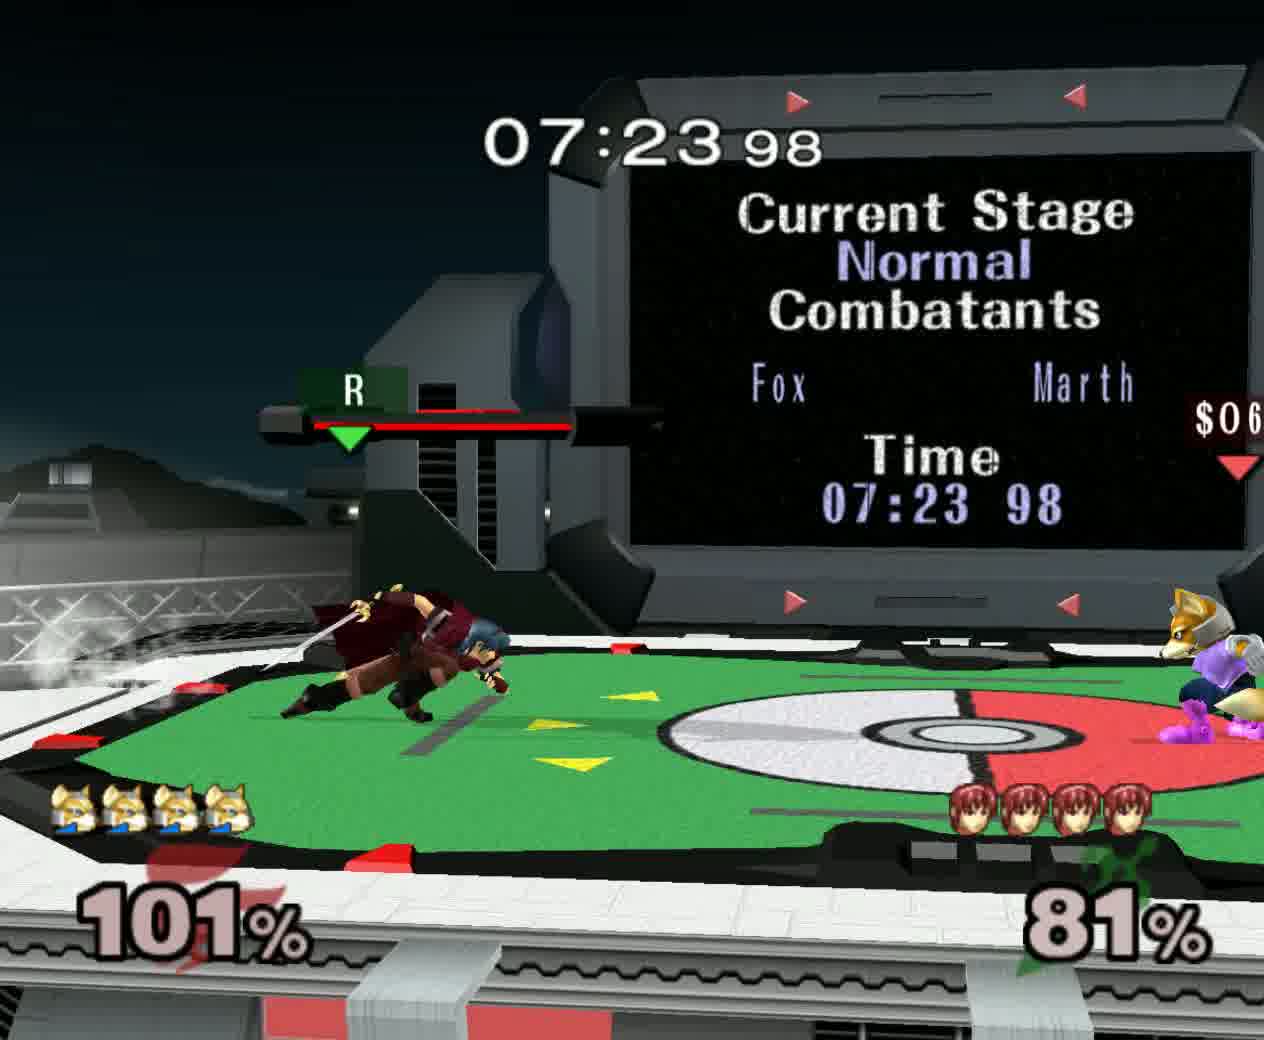 07:23 98
Current Stage
Normal
Combatants
Fox Marth
Time
07:23 98
R
$06
101%
81%